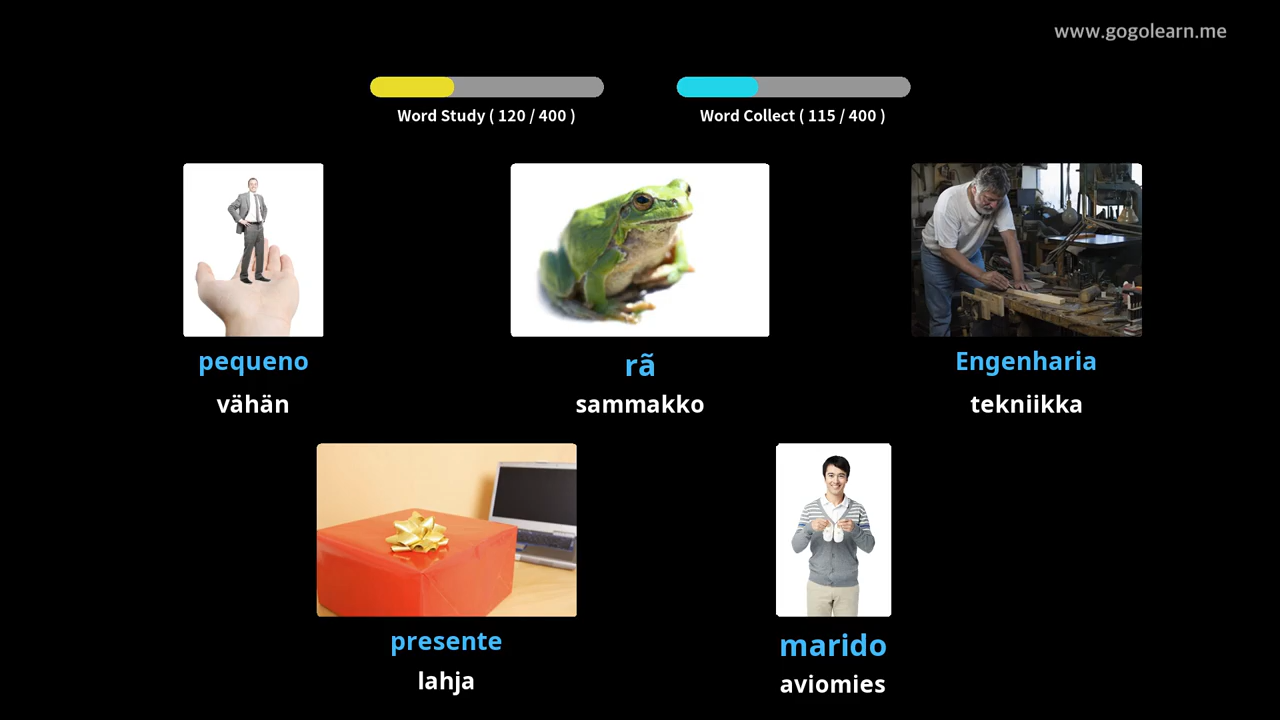 www.gogolearn.me
Word Study ( 120 / 400 )
Word Collect ( 115 / 400 )
pequeno
vähän
rã
sammakko
Engenharia
tekniikka
presente
lahja
marido
aviomies